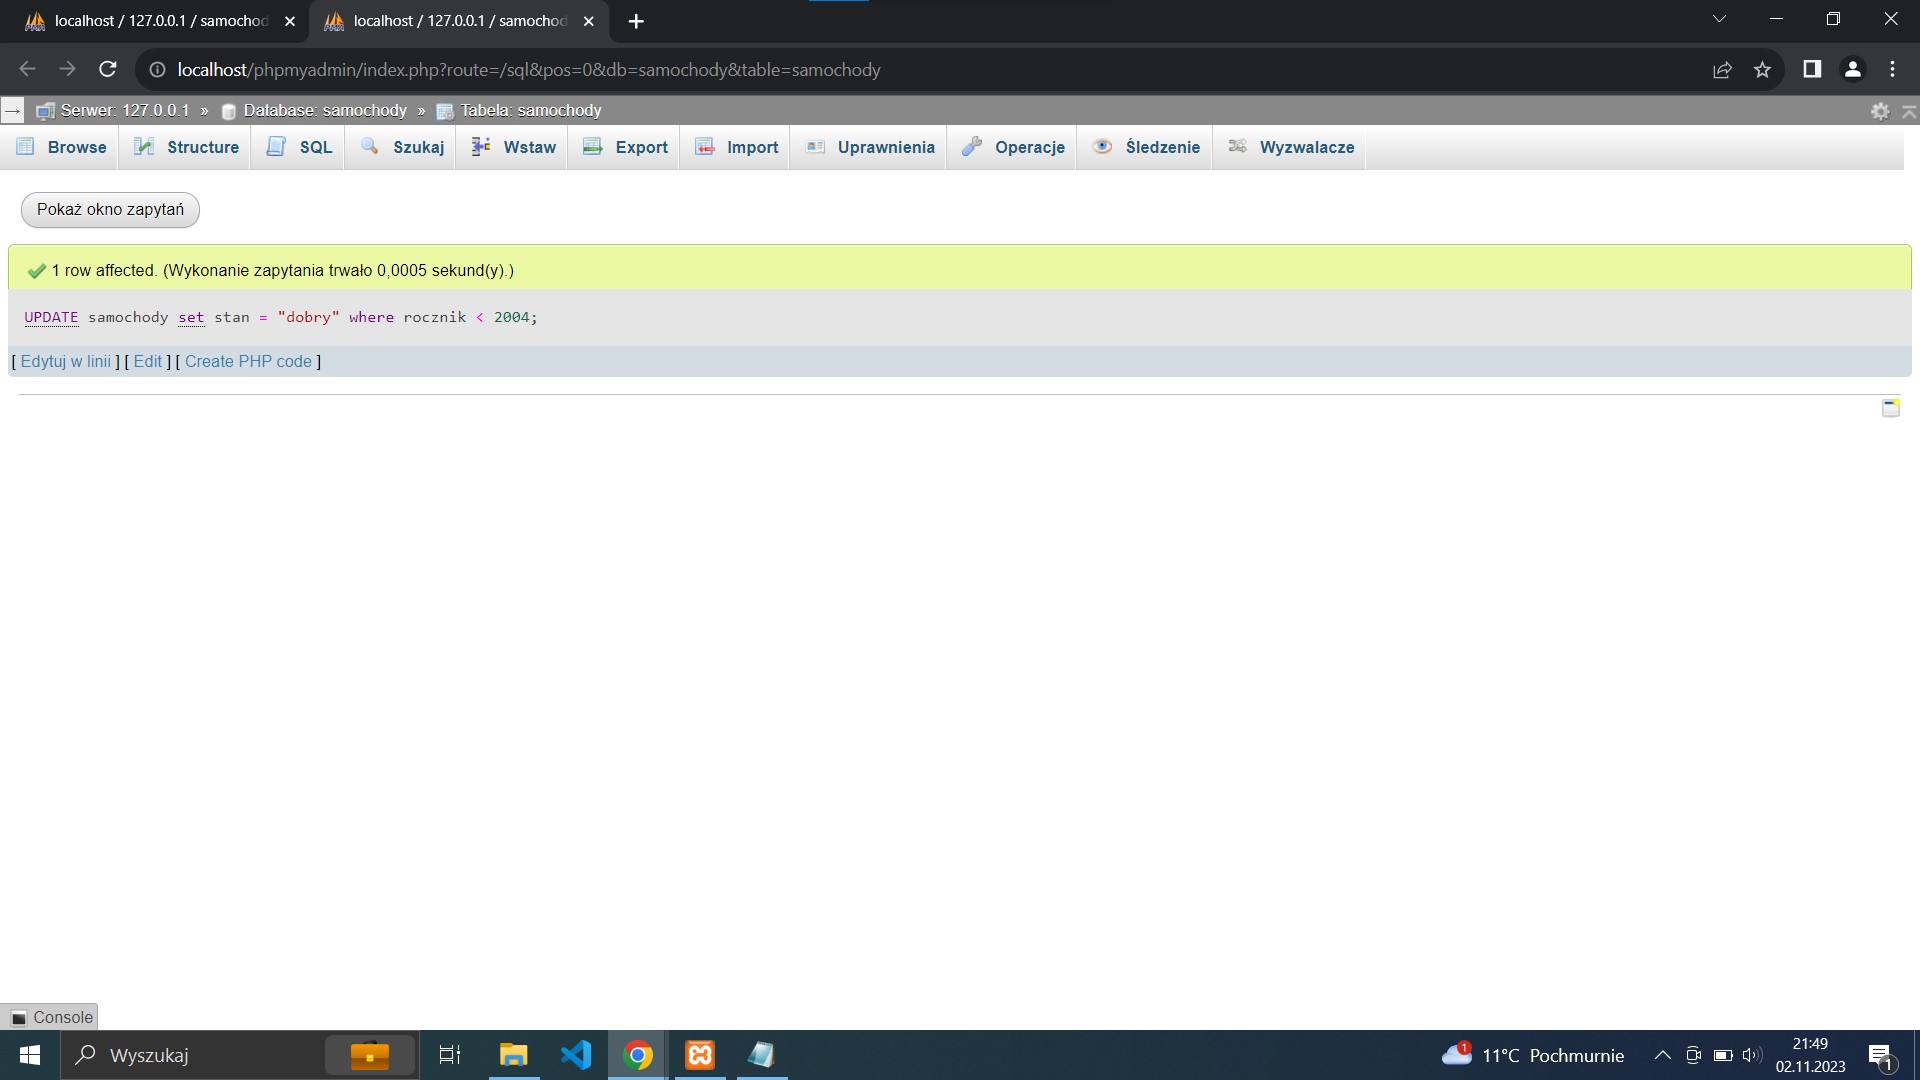 localhost / 127.0.0.1 / samochod
localhost / 127.0.0.1 / samochod
localhost/phpmyadmin/index.php?route=/sql&pos=0&db=samochody&table=samochody
Serwer: 127.0.0.1 » Database: samochody » Tabela: samochody
Browse Structure SQL Szukaj Wstaw Export Import Uprawnienia Operacje Śledzenie Wyzwalacze
Pokaż okno zapytań
1 row affected. (Wykonanie zapytania trwało 0,0005 sekund(y).)
UPDATE samochody set stan = "dobry" where rocznik < 2004;
[ Edytuj w linii ] [ Edit ] [ Create PHP code ]
Console
Wyszukaj
1
11°C Pochmurnie
21:49
02.11.2023
1